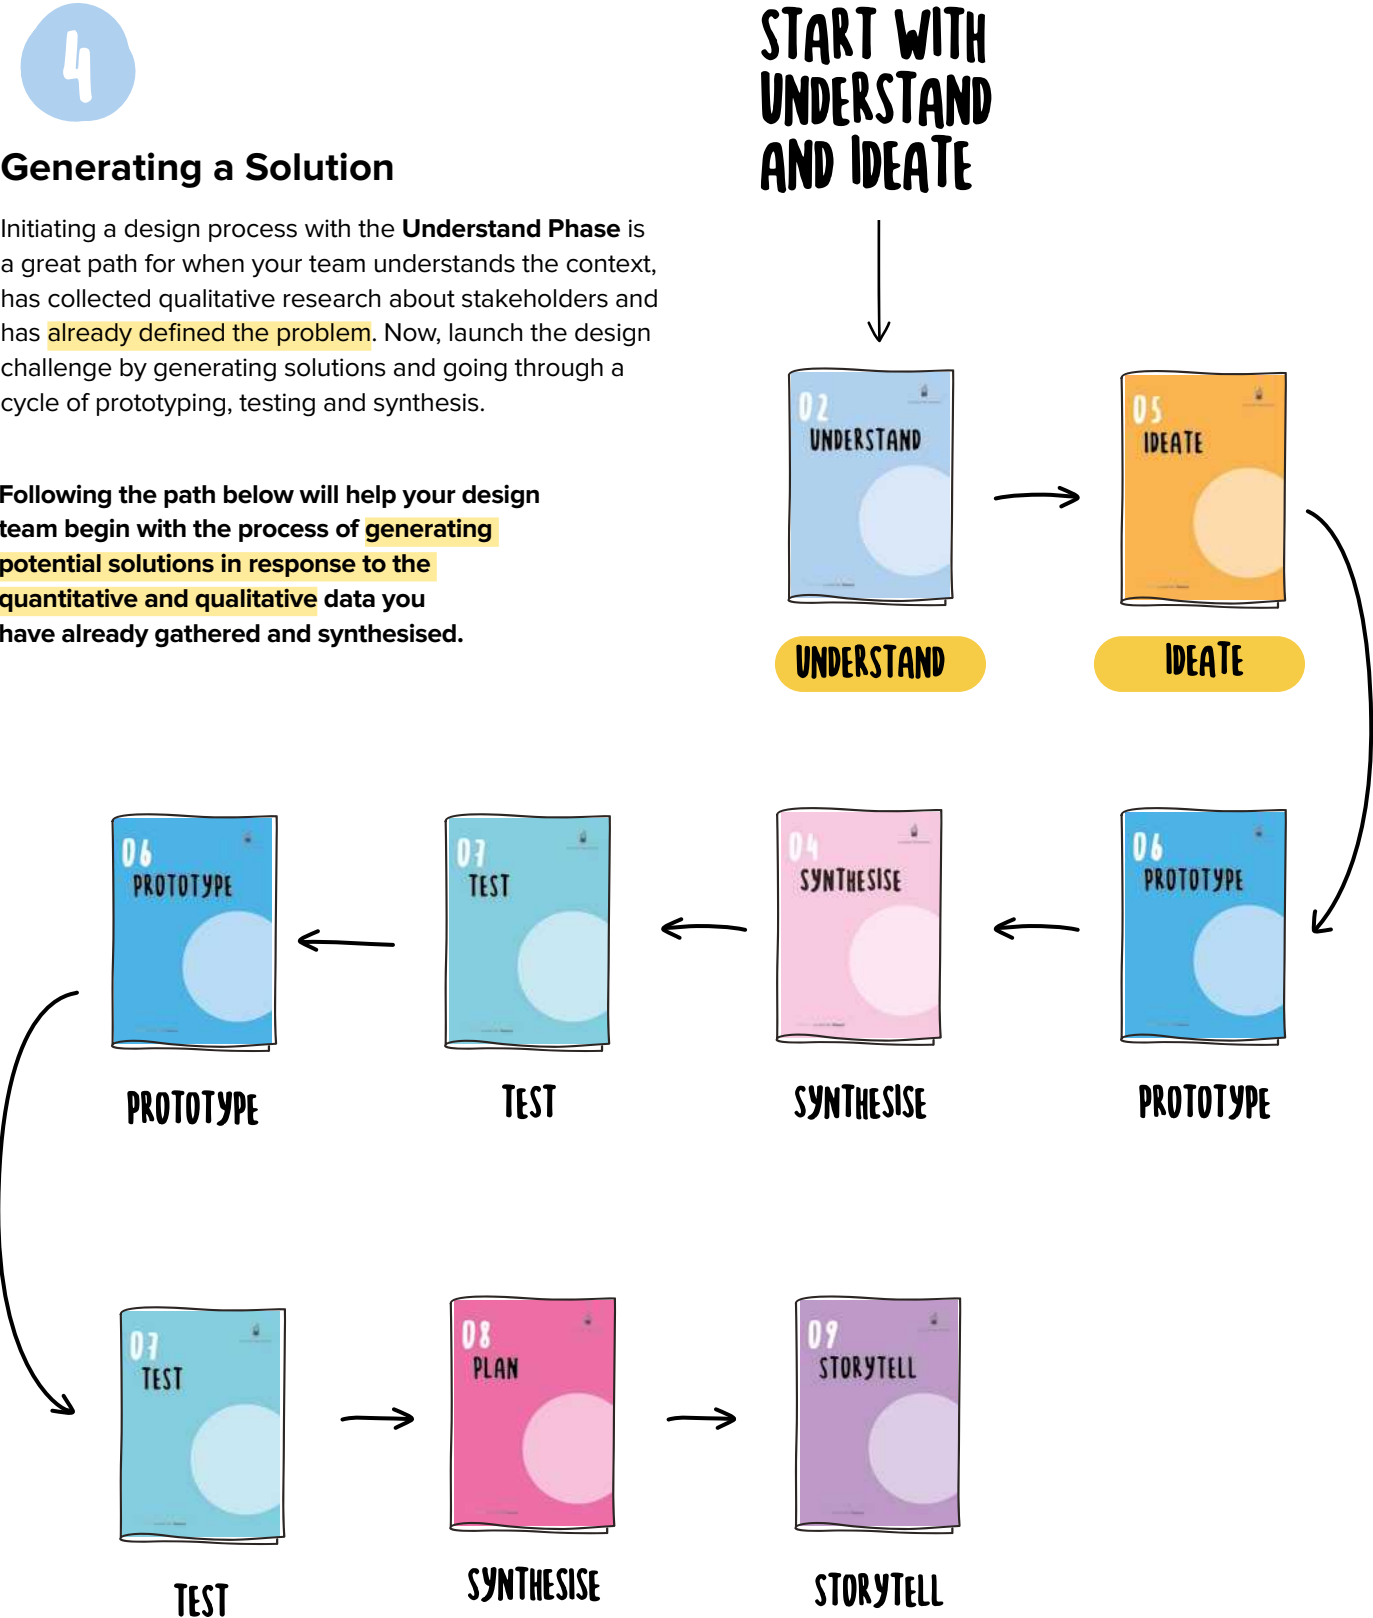 4
START WITH
UNDERSTAND
AND IDEATE
Generating a Solution
Initiating a design process with the Understand Phase is
a great path for when your team understands the context,
has collected qualitative research about stakeholders and
has already defined the problem. Now, launch the design
challenge by generating solutions and going through a
cycle of prototyping, testing and synthesis.
Following the path below will help your design
team begin with the process of generating
potential solutions in response to the
quantitative and qualitative data you
have already gathered and synthesised.
02
UNDERSTAND
05
IDEATE
UNDERSTAND
IDEATE
06
PROTOTYPE
07
TEST
04
SYNTHESISE
06
PROTOTYPE
PROTOTYPE
TEST
SYNTHESISE
PROTOTYPE
07
TEST
08
PLAN
09
STORYTELL
TEST
SYNTHESISE
STORYTELL